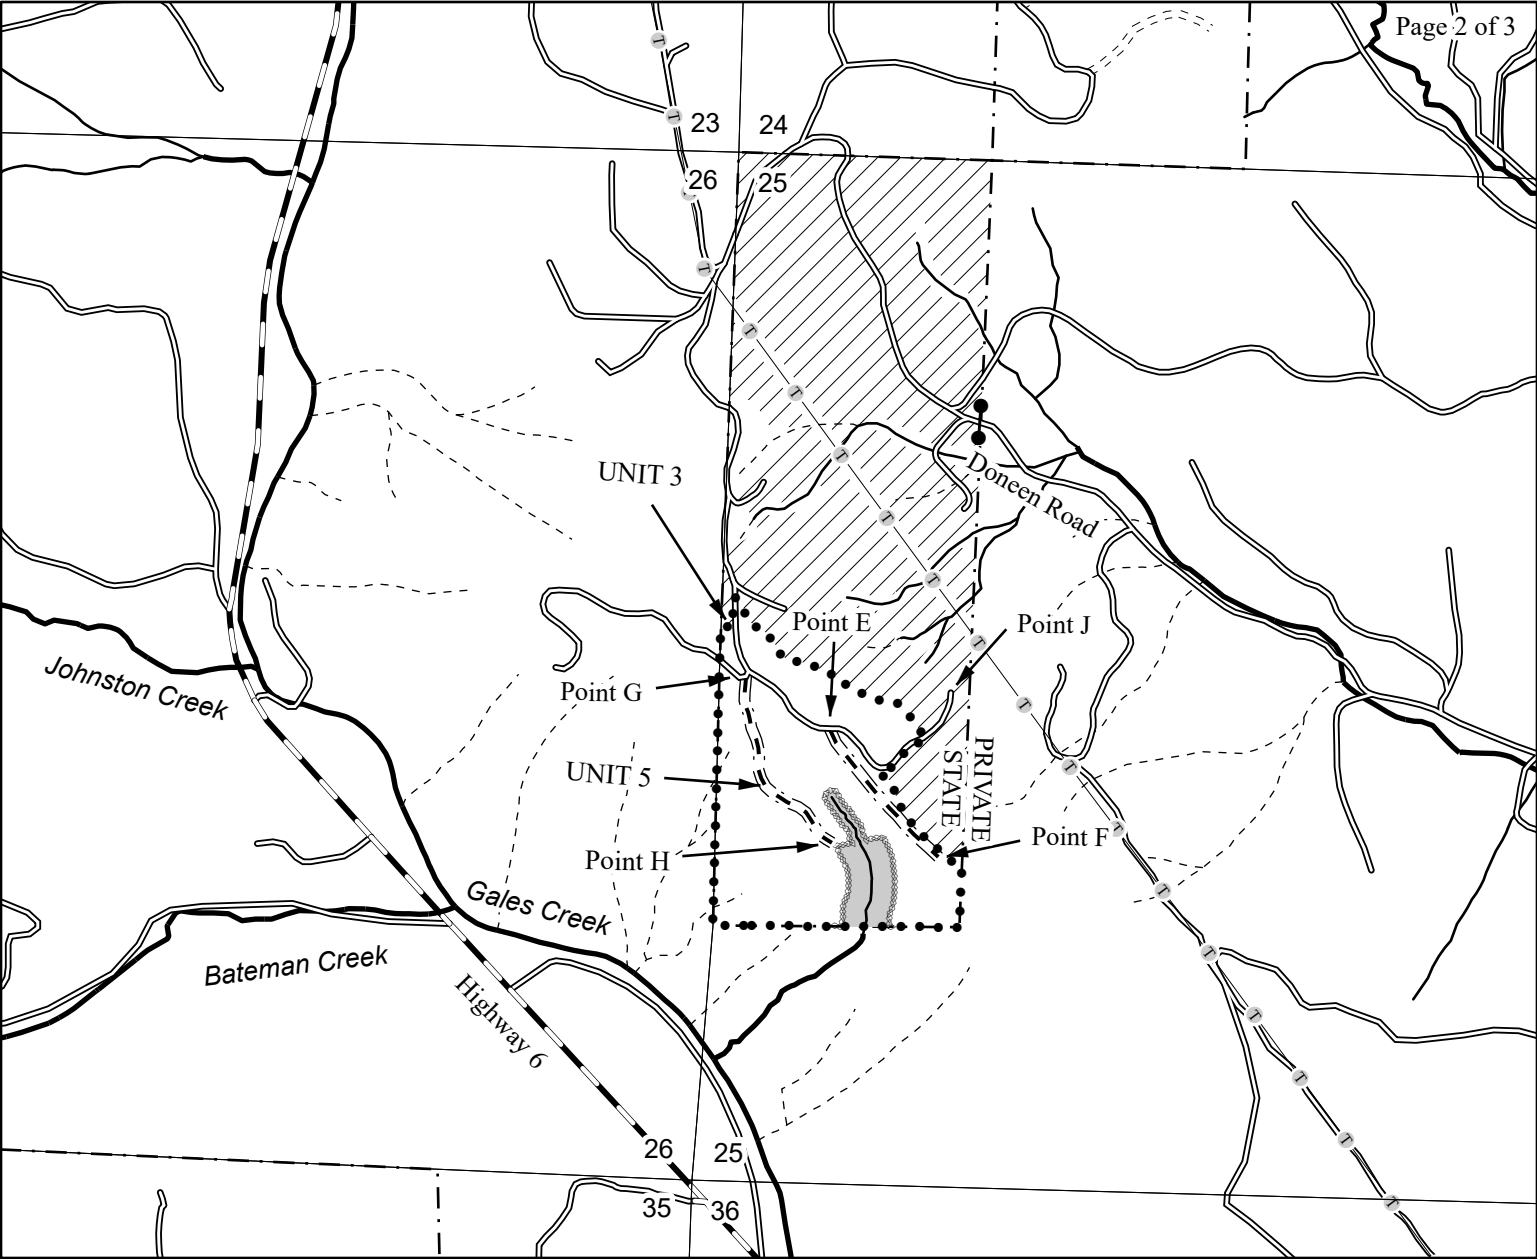 Page 2 of 3
T
T
23
24
26
25
T
T
T
UNIT 3
T
T
Doneen Road
T
T
Point E
Point J
T
Johnston Creek
Point G
T
UNIT 5
PRIVATE
STATE
T
Point H
Point F
T
Gales Creek
T
Bateman Creek
T
Highway 6
T
T
26
25
T
35
36
T